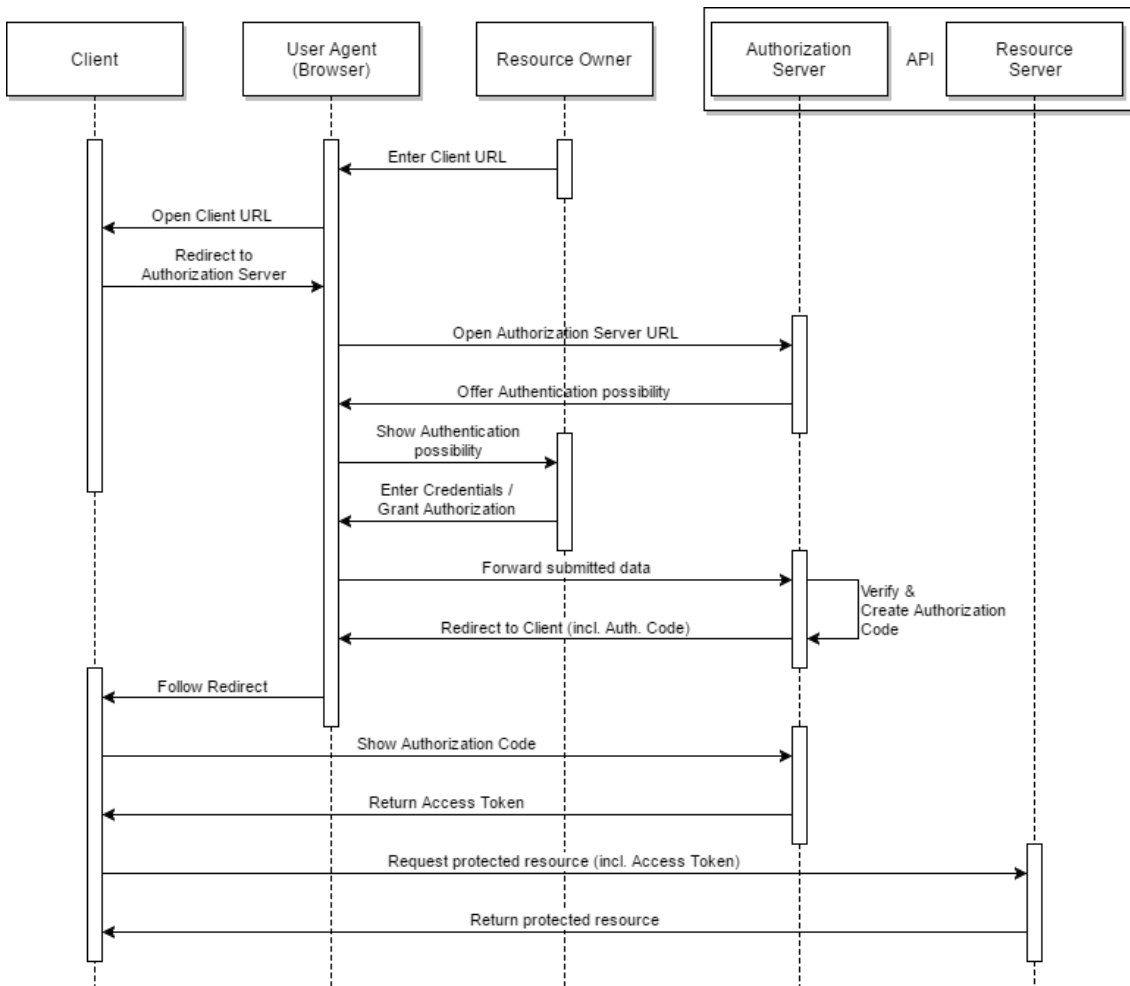 Client
User Agent
(Browser)
Resource Owner
Authorization
Server
API
Resource
Server
Enter Client URL
Open Client URL
Redirect to
Authorization Server
Open Authorization Server URL
Offer Authentication possibility
Show Authentication
possibility
Enter Credentials /
Grant Authorization
Forward submitted data
Verify &
Create Authorization
Code
Redirect to Client (incl. Auth. Code)
Follow Redirect
Show Authorization Code
Return Access Token
Request protected resource (incl. Access Token)
Return protected resource